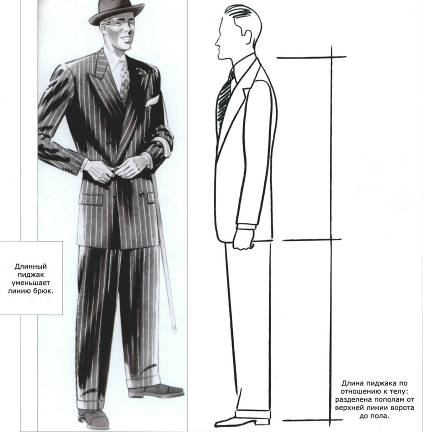 Длинный
пиджак
уменьшает
линию брюк.
Длина пиджака по
отношению к телу:
разделена пополам от
верхней линии ворота
до пола.